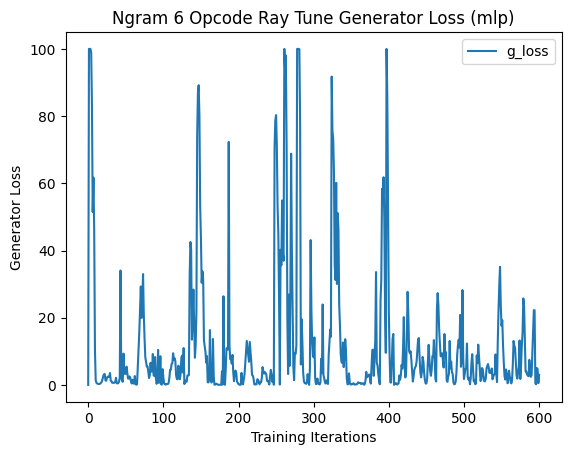 Ngram 6 Opcode Ray Tune Generator Loss (mlp)
g_loss
Generator Loss
100
80
60
40
20
0
0 100 200 300 400 500 600
Training Iterations